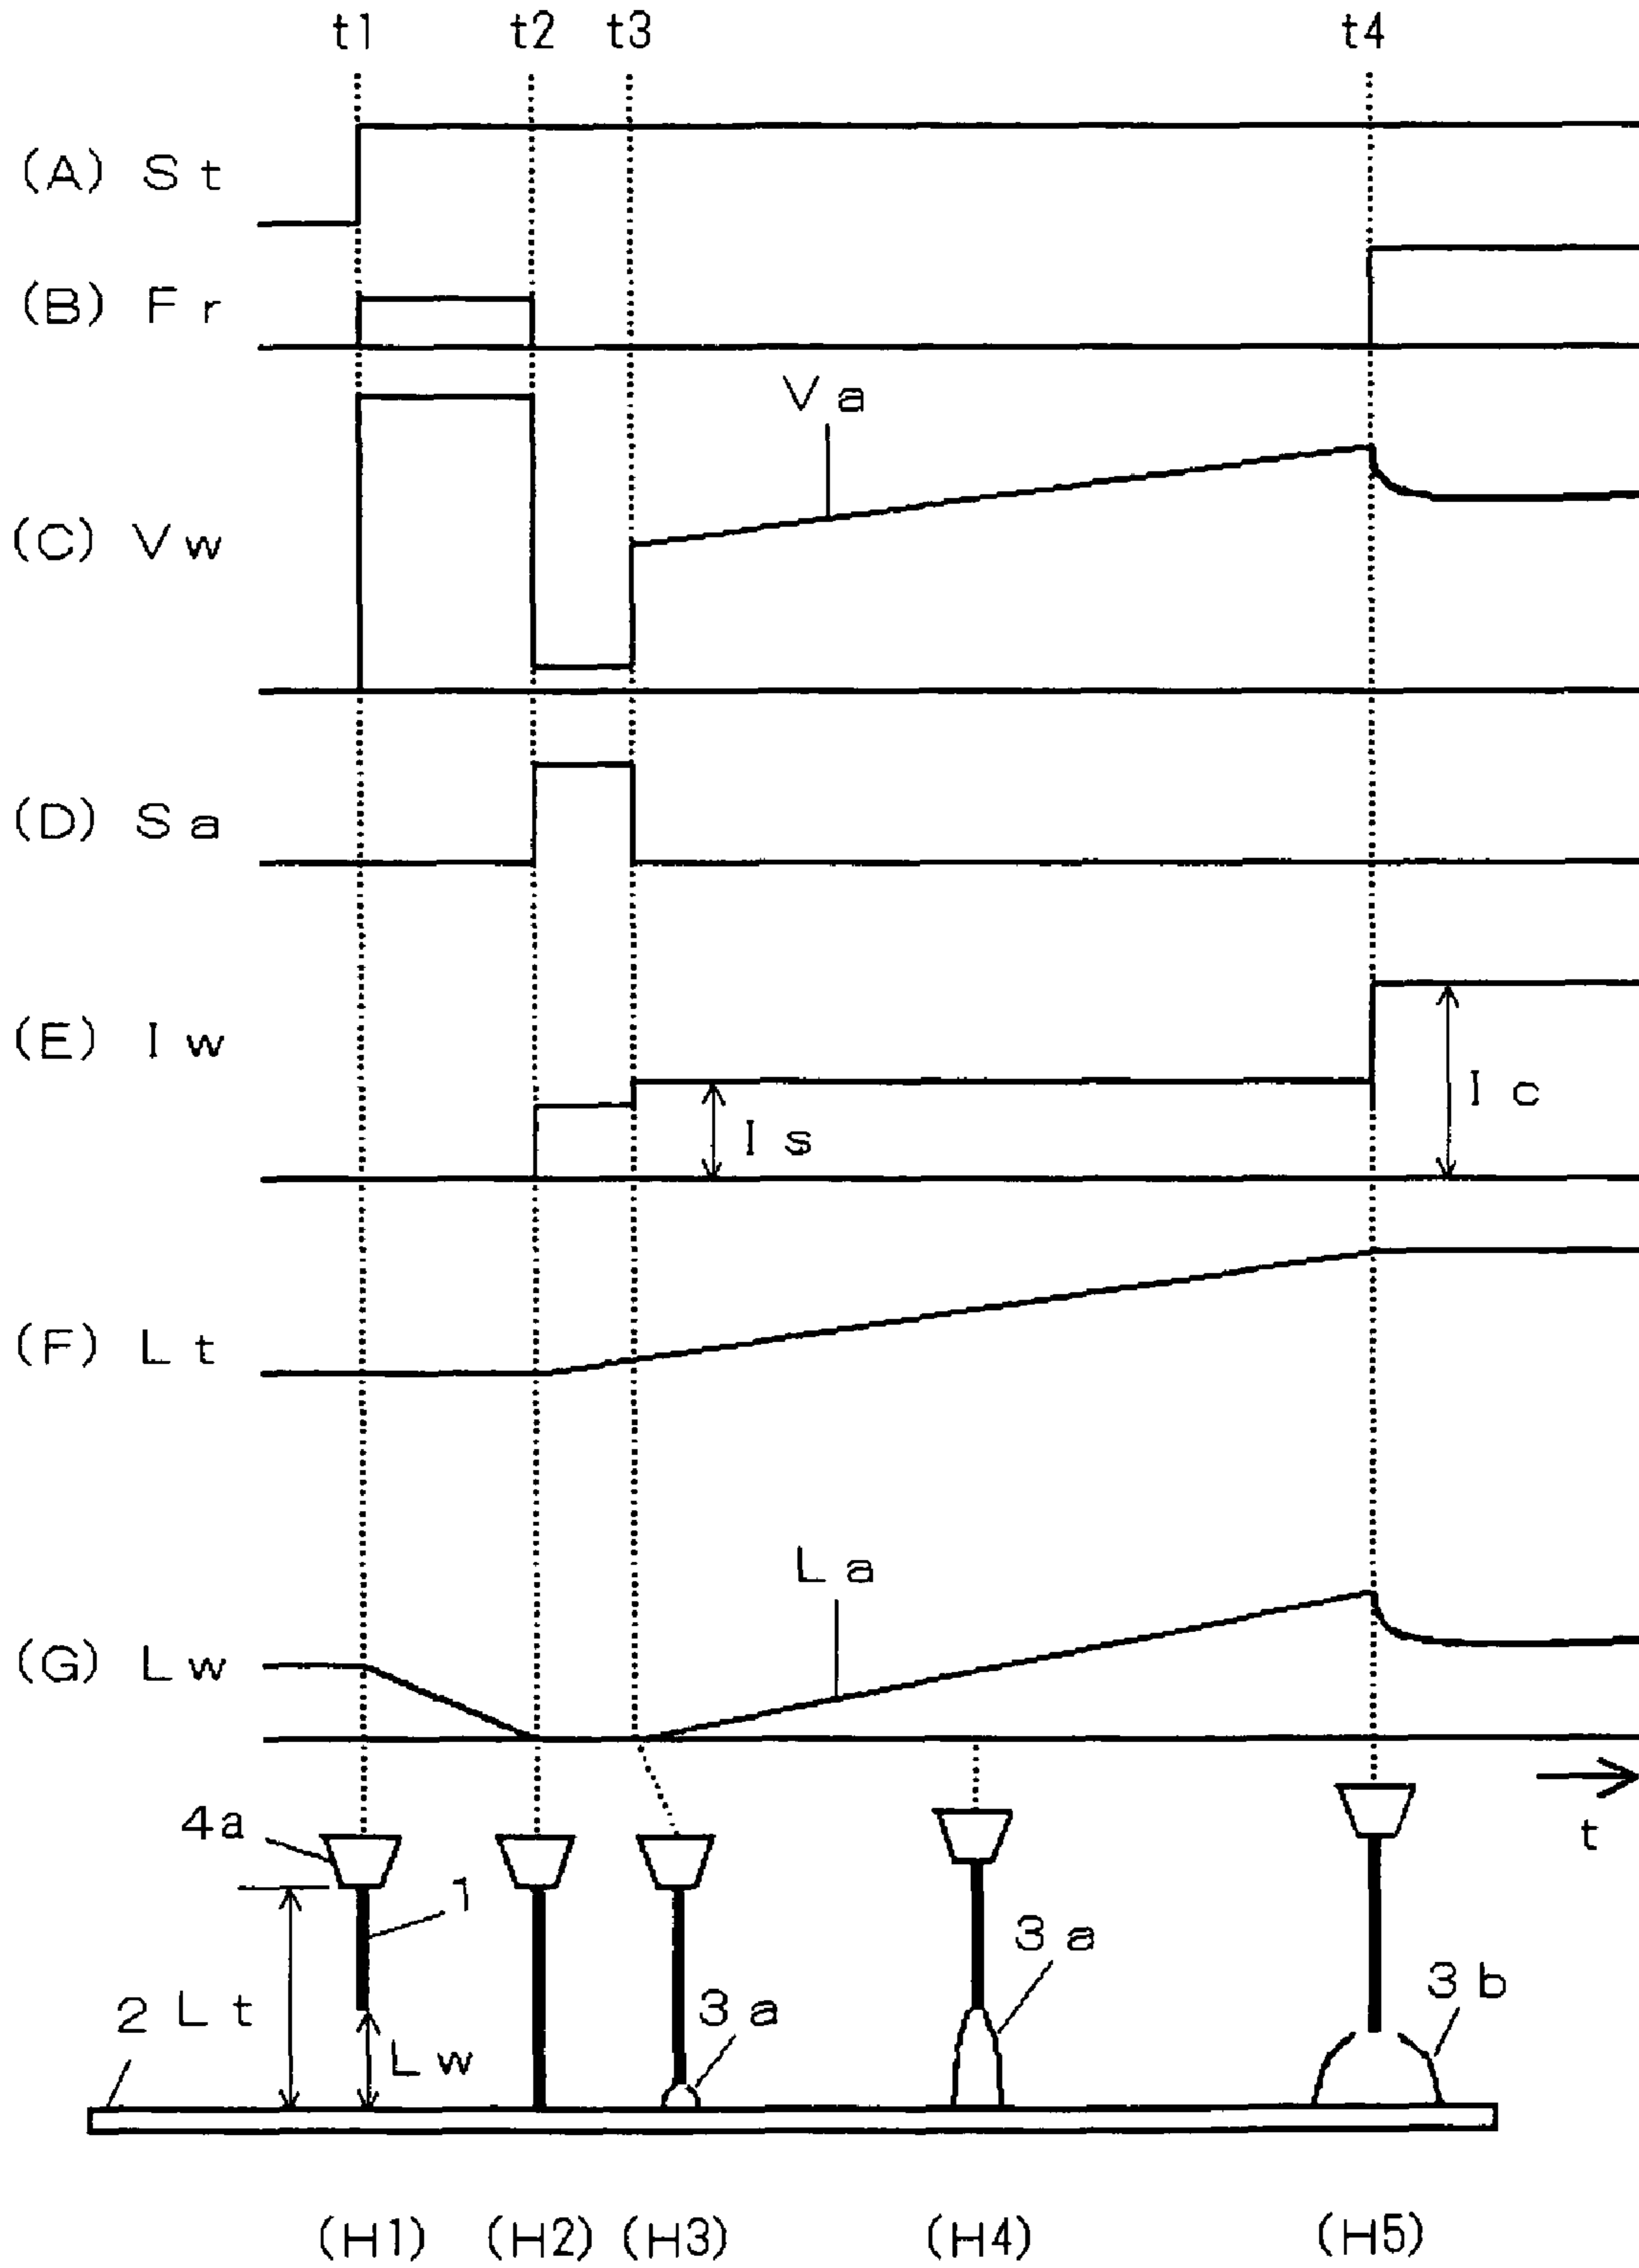 t1 t2 t3 t4
(A) St
(B) Fr
Va
(C) Vw
(D) Sa
(E) Iw
Is
Ic
(F) Lt
La
(G) Lw
t
4a
1
3a
3a
3b
2
Lt
Lw
(H1) (H2) (H3) (H4) (H5)